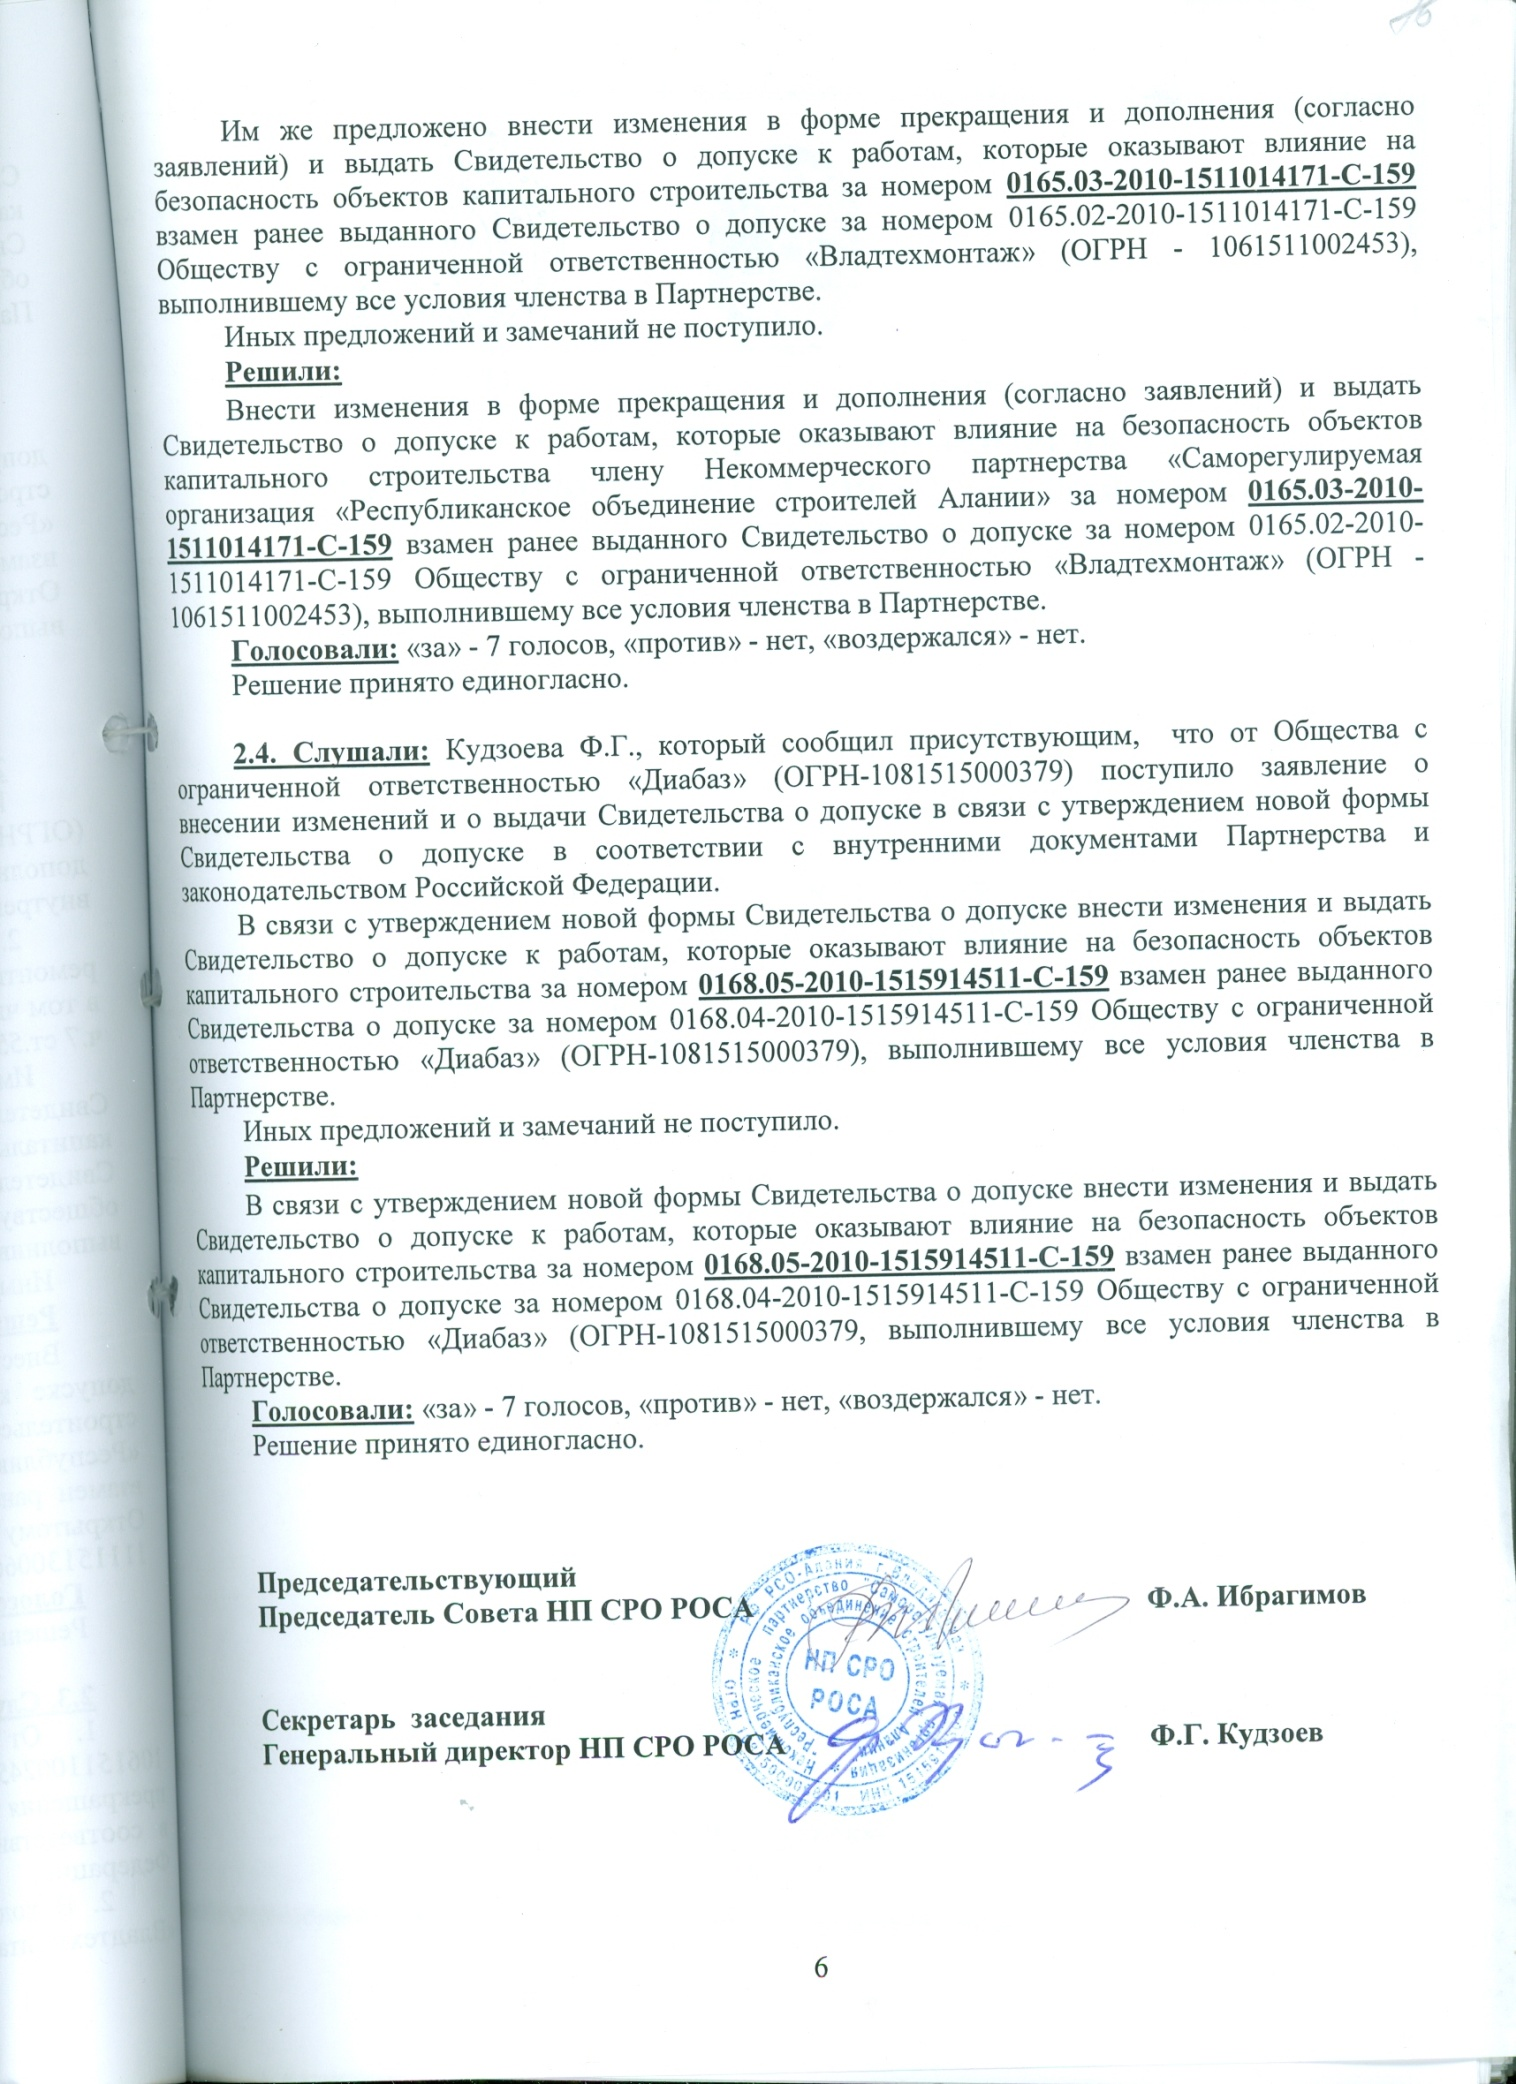 Им же предложено внести изменения в форме прекращения и дополнения (согласно
заявлений) и выдать Свидетельство о допуске к работам, которые оказывают влияние на
безопасность объектов капитального строительства за номером 0165.03-2010-1511014171-С-159
взамен ранее выданного Свидетельство о допуске за номером 0165.02-2010-1511014171-С-159
Обществу с ограниченной ответственностью «Владтехмонтаж» (ОГРН - 1061511002453),
выполнившему все условия членства в Партнерстве.
Иных предложений и замечаний не поступило.
Решили:
Внести изменения в форме прекращения и дополнения (согласно заявлений) и выдать
Свидетельство о допуске к работам, которые оказывают влияние на безопасность объектов
капитального строительства члену Некоммерческого партнерства «Саморегулируемая
организация «Республиканское объединение строителей Алании» за номером 0165.03-2010-
1511014171-С-159 взамен ранее выданного Свидетельство о допуске за номером 0165.02-2010-
1511014171-С-159 Обществу с ограниченной ответственностью «Владтехмонтаж» (ОГРН -
1061511002453), выполнившему все условия членства в Партнерстве.
Голосовали: «за» - 7 голосов, «против» - нет, «воздержался» - нет.
Решение принято единогласно.
2.4. Слушали: Кудзоева Ф.Г., который сообщил присутствующим, что от Общества с
ограниченной ответственностью «Диабаз» (ОГРН-1081515000379) поступило заявление о
внесении изменений и о выдачи Свидетельства о допуске в связи с утверждением новой формы
Свидетельства о допуске в соответствии с внутренними документами Партнерства и
законодательством Российской Федерации.
В связи с утверждением новой формы Свидетельства о допуске внести изменения и выдать
Свидетельство о допуске к работам, которые оказывают влияние на безопасность объектов
капитального строительства за номером 0168.05-2010-1515914511-С-159 взамен ранее выданного
Свидетельства о допуске за номером 0168.04-2010-1515914511-С-159 Обществу с ограниченной
ответственностью «Диабаз» (ОГРН-1081515000379), выполнившему все условия членства в
Партнерстве.
Иных предложений и замечаний не поступило.
Решили:
В связи с утверждением новой формы Свидетельства о допуске внести изменения и выдать
Свидетельство о допуске к работам, которые оказывают влияние на безопасность объектов
капитального строительства за номером 0168.05-2010-1515914511-С-159 взамен ранее выданного
Свидетельства о допуске за номером 0168.04-2010-1515914511-С-159 Обществу с ограниченной
ответственностью «Диабаз» (ОГРН-1081515000379, выполнившему все условия членства в
Партнерстве.
Голосовали: «за» - 7 голосов, «против» - нет, «воздержался» - нет.
Решение принято единогласно.
Председательствующий
Председатель Совета НП СРО РОСА Ф.А. Ибрагимов
НП СРО
РОСА
Секретарь заседания
Генеральный директор НП СРО РОСА Ф.Г. Кудзоев
6